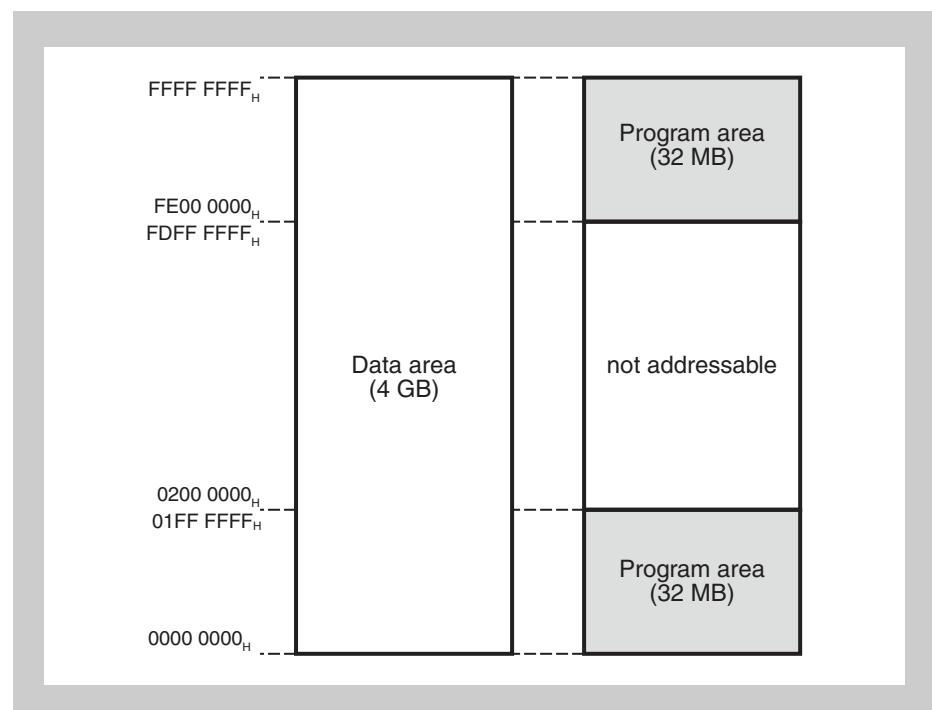 FFFF FFFFH
Program area
(32 MB)
FE00 0000H
FDFF FFFFH
Data area
(4 GB)
not addressable
0200 0000H
01FF FFFFH
Program area
(32 MB)
0000 0000H